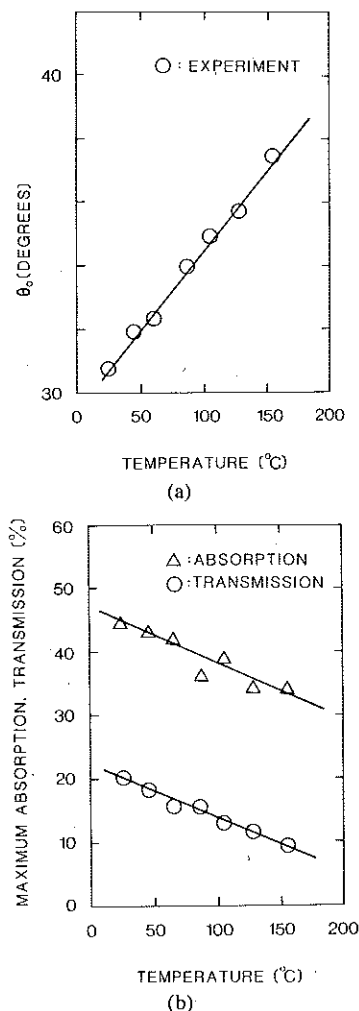 40
○ : EXPERIMENT
θ₀ (DEGREES)
30
0 50 100 150 200
TEMPERATURE (°C)
(a)
60
△ : ABSORPTION
○ : TRANSMISSION
50
40
30
20
10
0
MAXIMUM ABSORPTION, TRANSMISSION (%)
0 50 100 150 200
TEMPERATURE (°C)
(b)